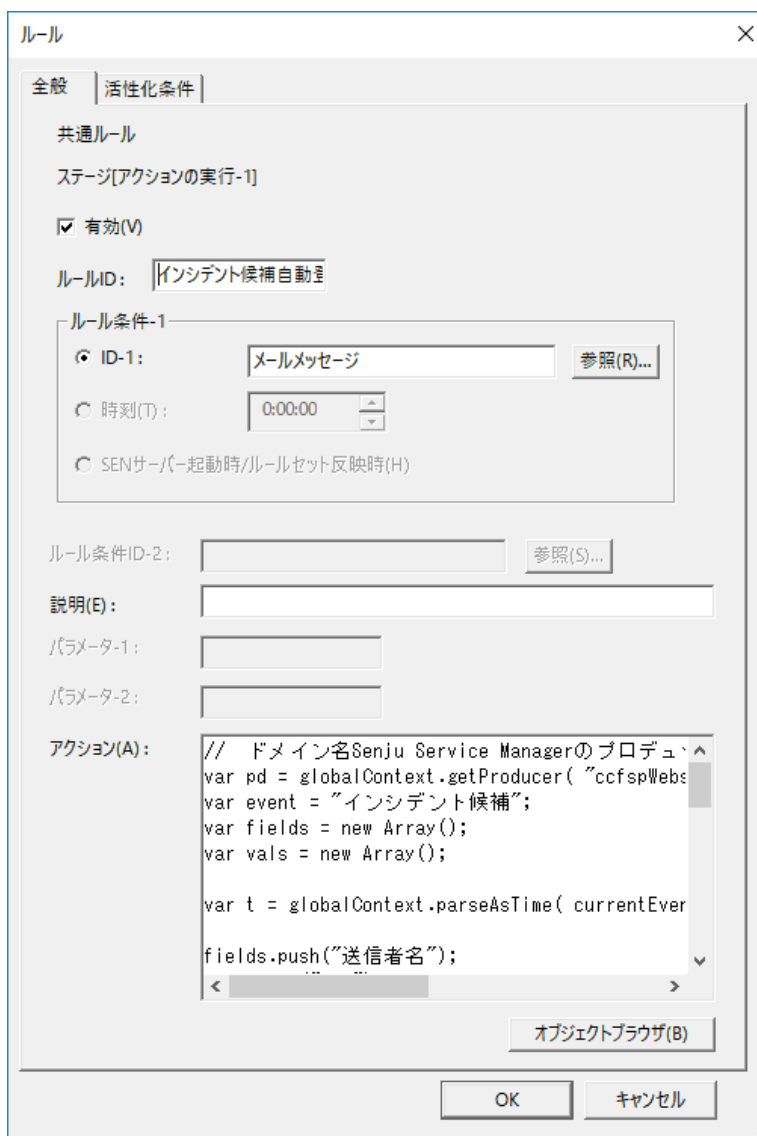 ルール
全般
活性化条件
共通ルール
ステージ[アクションの実行-1]
有効(V)
ルールID: インシデント候補自動登
ルール条件-1
ID-1: メールメッセージ 参照(R)...
時刻(T): 0:00:00
SENサーバー起動時/ルールセット反映時(H)
ルール条件ID-2: 参照(S)...
説明(E):
パラメータ-1:
パラメータ-2:
アクション(A):
// ドメイン名Senju Service Managerのプロデュ
var pd = globalContext.getProducer( "ccfspWebs
var event = "インシデント候補";
var fields = new Array();
var vals = new Array();
var t = globalContext.parseAsTime( currentEver
fields.push("送信者名");
オブジェクトブラウザ(B)
OK キャンセル